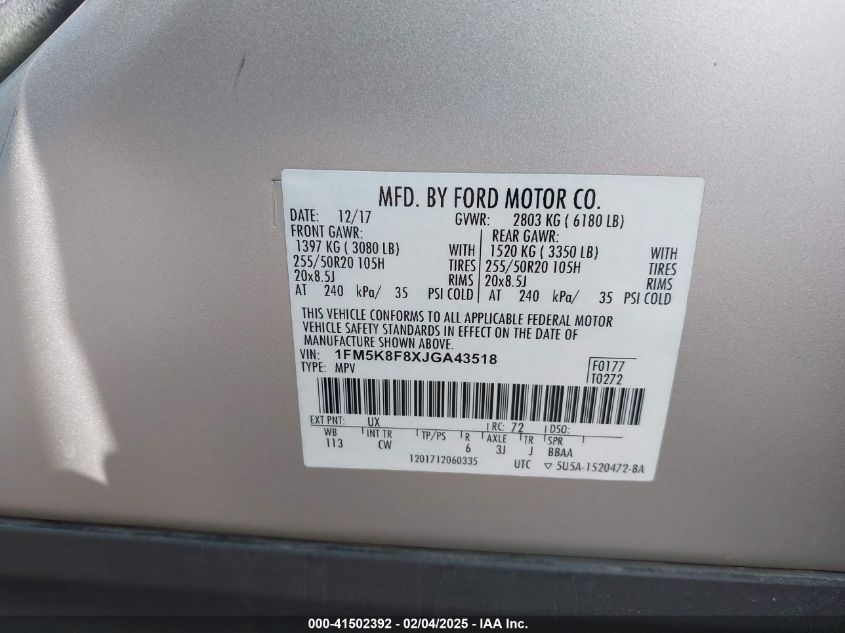 MFD. BY FORD MOTOR CO.
DATE: 12/17 GVWR: 2803 KG ( 6180 LB)
FRONT GAWR: REAR GAWR:
1397 KG ( 3080 LB) WITH 1520 KG ( 3350 LB) WITH
255/50R20 105H TIRES 255/50R20 105H TIRES
20x8.5J RIMS 20x8.5J RIMS
AT 240 kPa/ 35 PSI COLD AT 240 kPa/ 35 PSI COLD
THIS VEHICLE CONFORMS TO ALL APPLICABLE FEDERAL MOTOR
VEHICLE SAFETY STANDARDS IN EFFECT ON THE DATE OF
MANUFACTURE SHOWN ABOVE.
VIN: 1FM5K8F8XJGA43518 F0177
TYPE: MPV T0272
EXT PNT: UX RC: 72 DSO:
WB INT TR TP/PS R AXLE TR SPR
113 CW 6 3J J BBAA
1201712060335 UTC ▽ 5U5A-1520472-BA
000-41502392 - 02/04/2025 - IAA Inc.